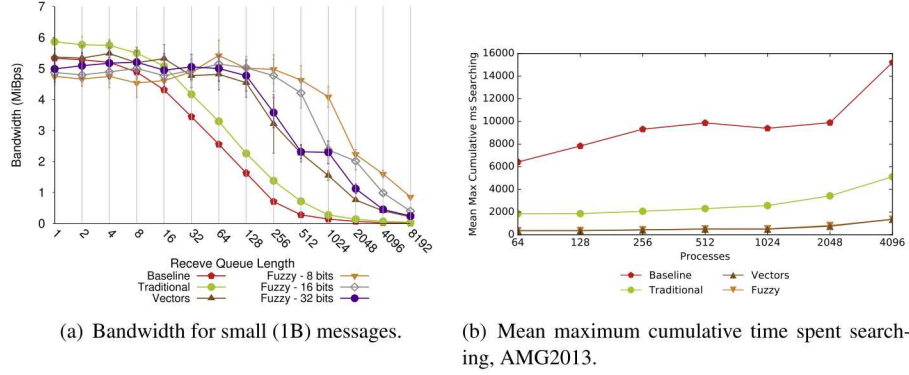 7
6
5
4
3
2
1
0
Bandwidth (MiBps)
1 2 4 8 16 32 64 128 256 512 1024 2048 4096 8192
Receve Queue Length
Baseline
Traditional
Vectors
Fuzzy - 8 bits
Fuzzy - 16 bits
Fuzzy - 32 bits
(a) Bandwidth for small (1B) messages.
16000
14000
12000
10000
8000
6000
4000
2000
0
Mean Max Cumulative ms Searching
64 128 256 512 1024 2048 4096
Processes
Baseline
Traditional
Vectors
Fuzzy
(b) Mean maximum cumulative time spent search-
ing, AMG2013.